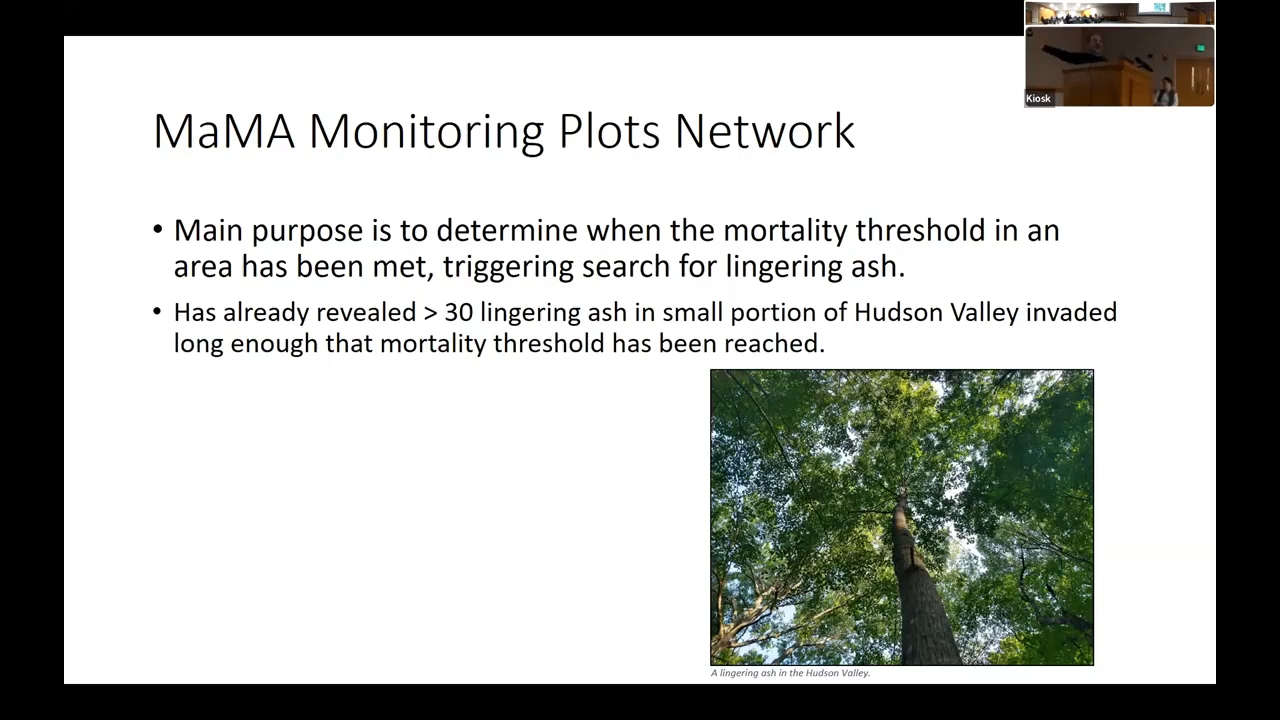 Kiosk
MaMA Monitoring Plots Network
• Main purpose is to determine when the mortality threshold in an
area has been met, triggering search for lingering ash.
• Has already revealed > 30 lingering ash in small portion of Hudson Valley invaded
long enough that mortality threshold has been reached.
A lingering ash in the Hudson Valley.